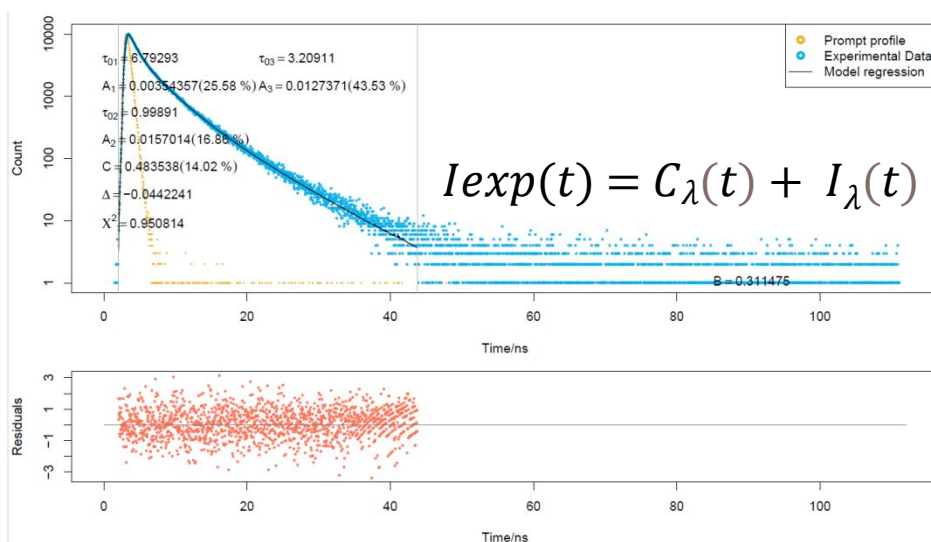 10000
1000
100
10
1
Count
Prompt profile
Experimental Data
Model regression
τ₀₁ = 6.79293 τ₀₃ = 3.20911
A₁ = 0.00354357(25.58 %) A₃ = 0.0127371(43.53 %)
τ₀₂ = 0.99891
A₂ = 0.0157014(16.86 %)
C = 0.483538(14.02 %)
Δ = −0.0442241
X² = 0.950814
Iexp(t) = C_λ(t) + I_λ(t)
B = 0.311475
0 20 40 60 80 100
Time/ns
Residuals
3
1
−1
−3
0 20 40 60 80 100
Time/ns